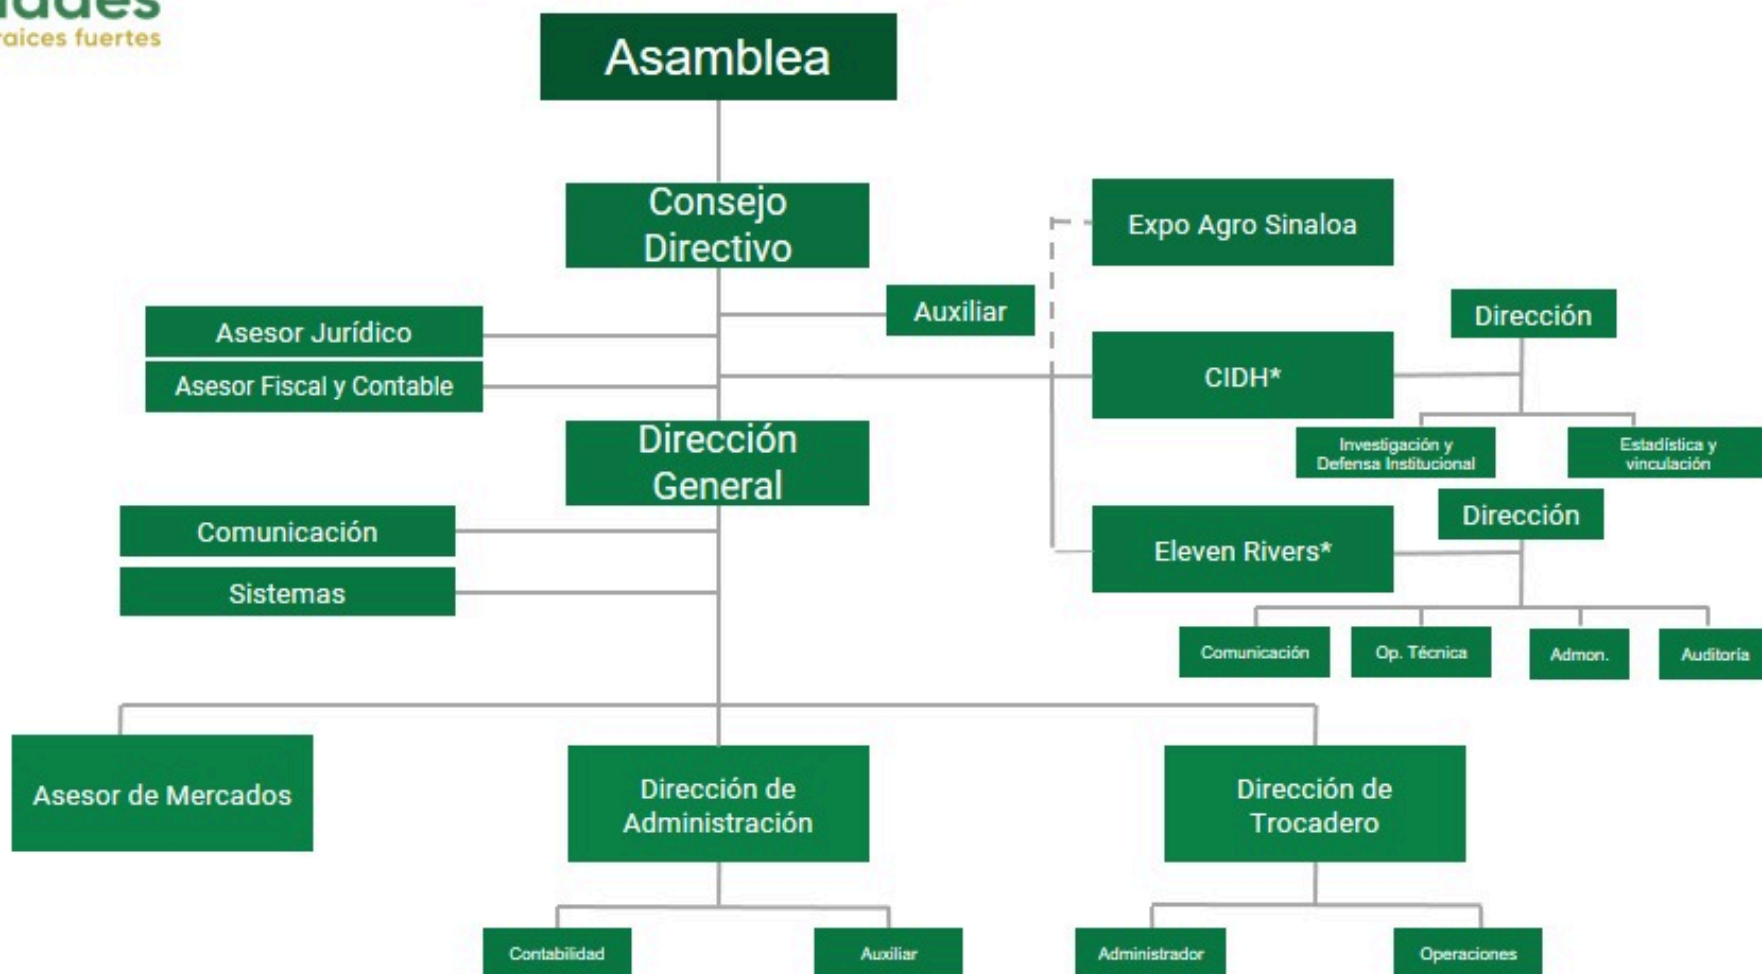 raices fuertes
Asamblea
Consejo
Directivo
Expo Agro Sinaloa
Auxiliar
Dirección
Asesor Jurídico
Asesor Fiscal y Contable
CIDH*
Dirección
General
Investigación y
Defensa Institucional
Estadística y
vinculación
Dirección
Comunicación
Eleven Rivers*
Sistemas
Comunicación
Op. Técnica
Admon.
Auditoría
Asesor de Mercados
Dirección de
Administración
Dirección de
Trocadero
Contabilidad
Auxiliar
Administrador
Operaciones